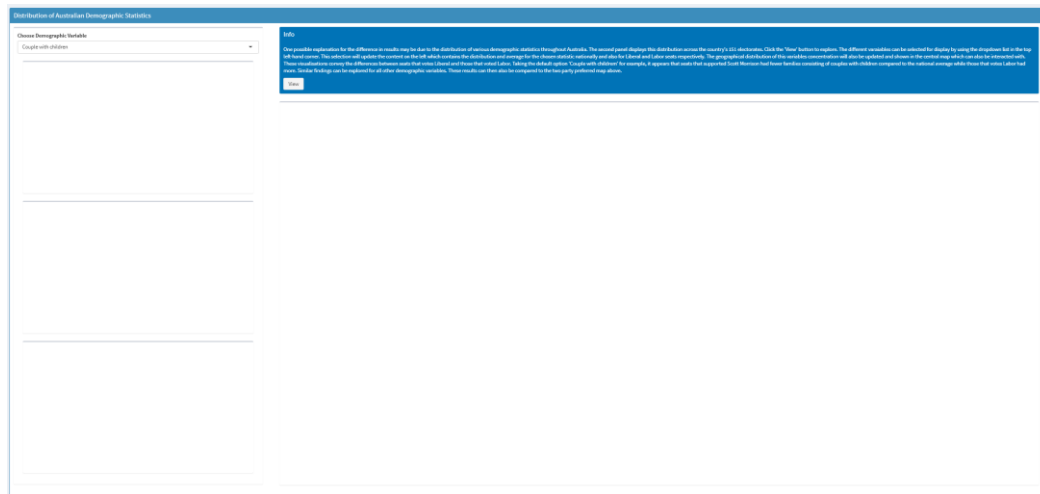 Distribution of Australian Demographic Statistics
Choose Demographic Variable
Couple with children
Info
One possible explanation for the difference in results may be due to the distribution of various demographic statistics throughout Australia. The second panel displays this distribution across the country's 151 electorates. Click the 'View' button to explore. The different variables can be selected for display by using the dropdown list in the top
left-hand corner. This selection will update the content on the left which contains the distribution and average for the chosen statistic nationally and also for Liberal and Labor seats respectively. The geographical distribution of this variables concentration will also be updated and shown in the central map which can also be interacted with.
These visualisations convey the differences between seats that votes Liberal and those that voted Labor. Taking the default option 'Couple with children' for example, it appears that seats that supported Scott Morrison had fewer families consisting of couples with children compared to the national average while those that votes Labor had
more. Similar findings can be explored for all other demographic variables. These results can then also be compared to the two party preferred map above.
View